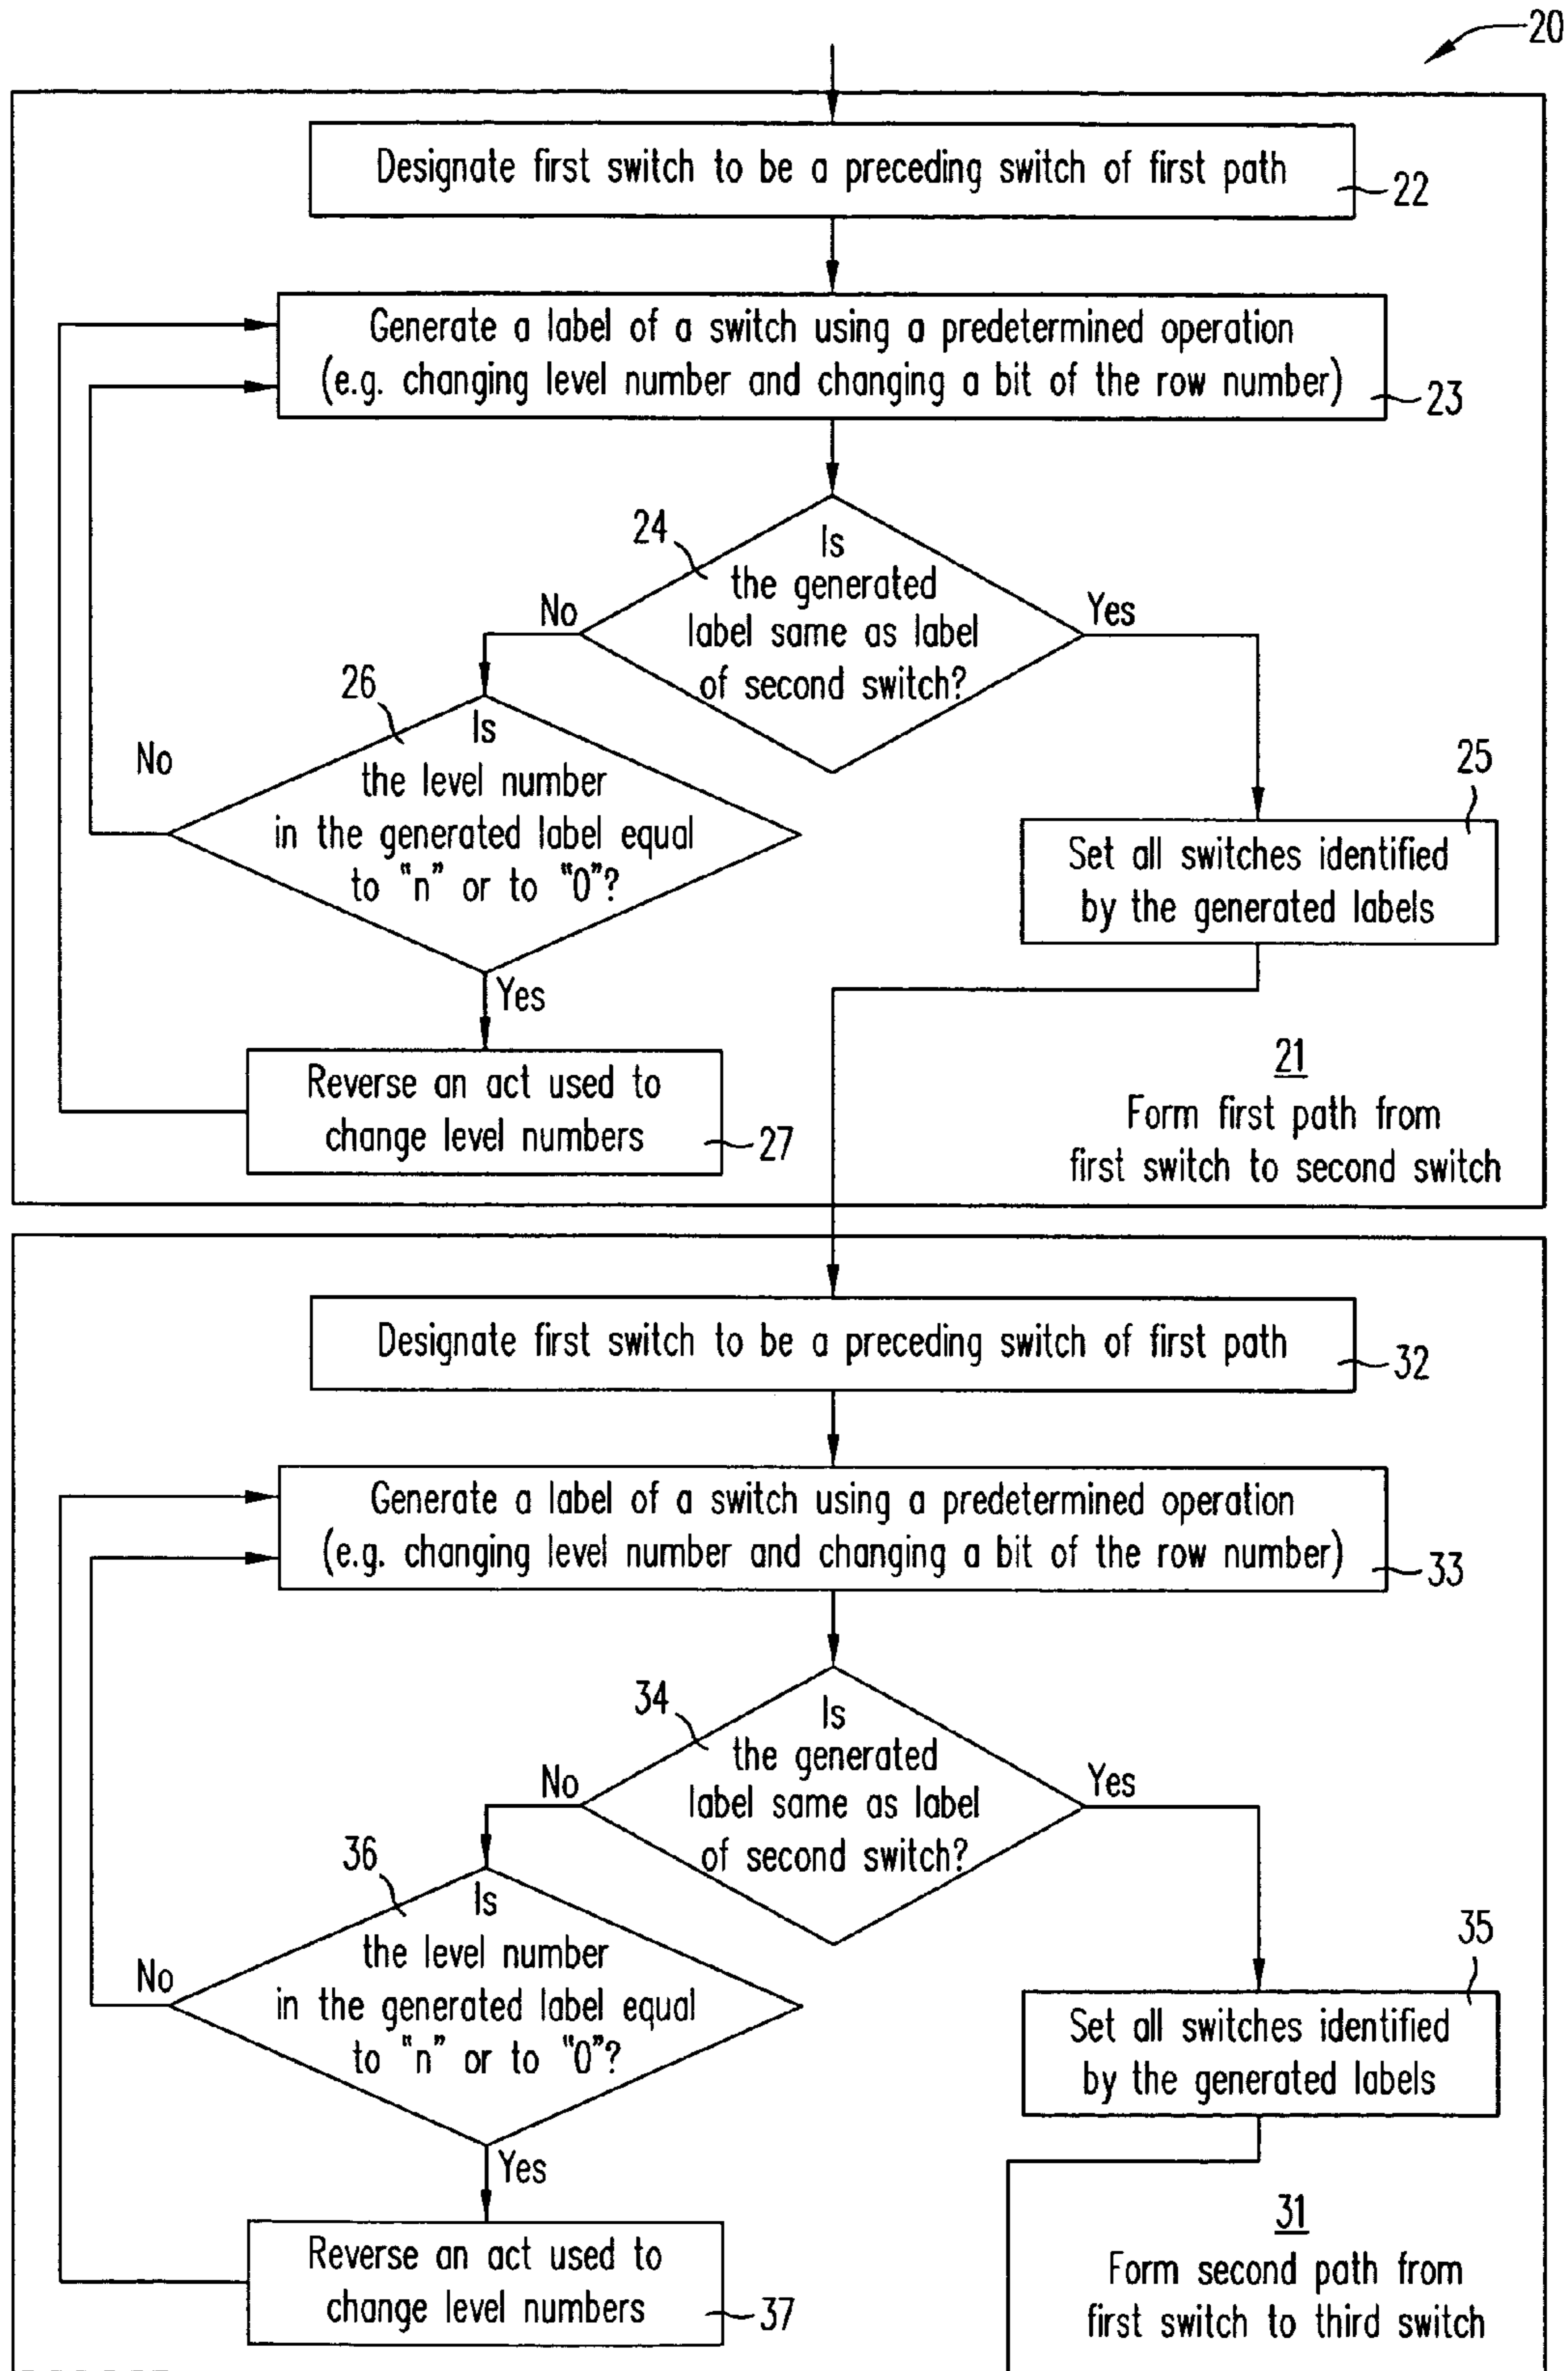 20
Designate first switch to be a preceding switch of first path
22
Generate a label of a switch using a predetermined operation
(e.g. changing level number and changing a bit of the row number)
23
24
Is
the generated
label same as label
of second switch?
No
Yes
26
Is
the level number
in the generated label equal
to "n" or to "0"?
No
Yes
25
Set all switches identified
by the generated labels
Reverse an act used to
change level numbers
27
21
Form first path from
first switch to second switch
Designate first switch to be a preceding switch of first path
32
Generate a label of a switch using a predetermined operation
(e.g. changing level number and changing a bit of the row number)
33
34
Is
the generated
label same as label
of second switch?
No
Yes
36
Is
the level number
in the generated label equal
to "n" or to "0"?
No
Yes
35
Set all switches identified
by the generated labels
Reverse an act used to
change level numbers
37
31
Form second path from
first switch to third switch